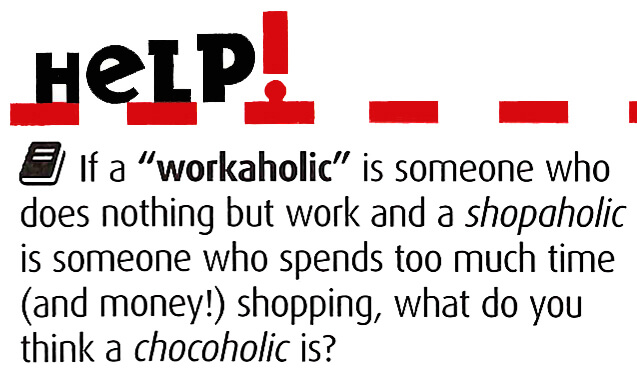 HeLP!
If a “workaholic” is someone who
does nothing but work and a shopaholic
is someone who spends too much time
(and money!) shopping, what do you
think a chocoholic is?